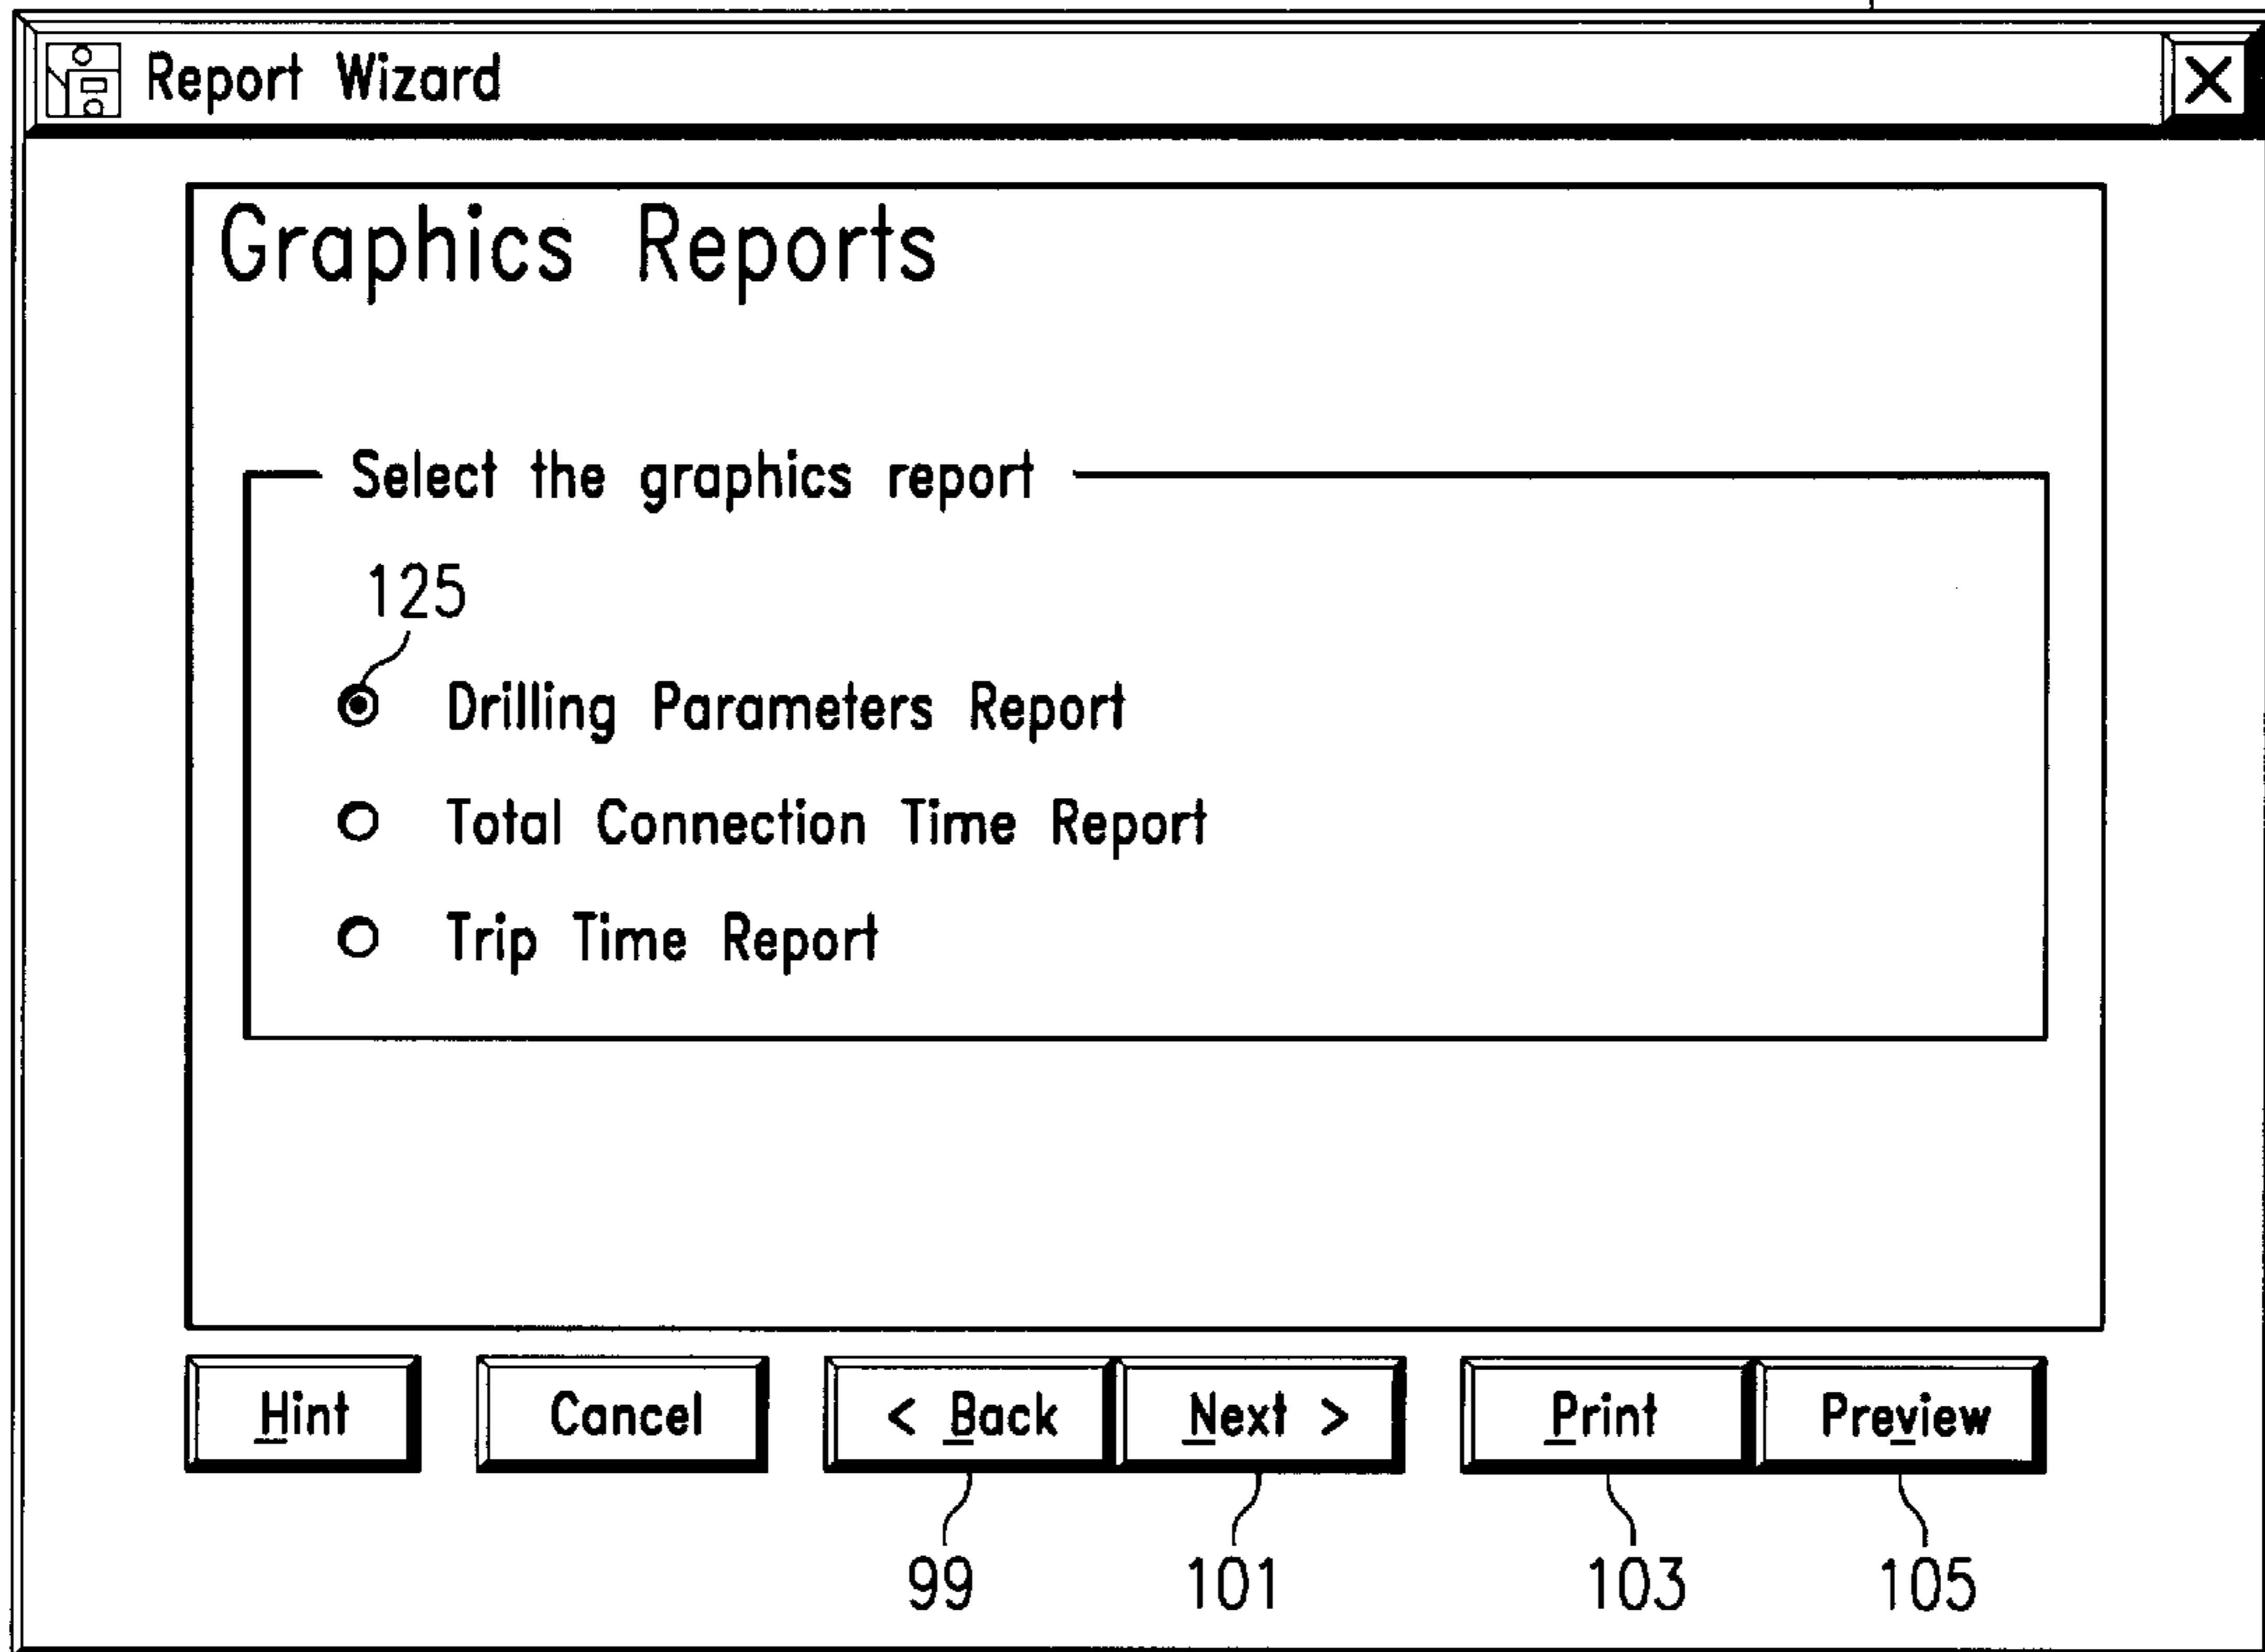 Report Wizard
Graphics Reports
Select the graphics report
125
Drilling Parameters Report
Total Connection Time Report
Trip Time Report
Hint Cancel < Back Next > Print Preview
99 101 103 105